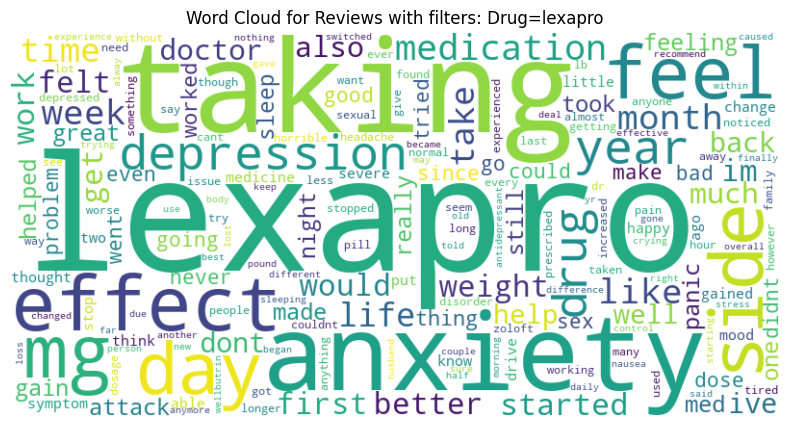 Word Cloud for Reviews with filters: Drug=lexapro
experience without nothing switched recommend caused
time need doctor also ever medication feeling lb within
always lot though gave found little
felt depressed something worked sleep want good tried experienced deal almost anyone change
work week say cant sexual give took month noticed
great trying horrible headache take last getting effective back away finally
taking feel year
depression became normal since go could im bad
helped problem get even issue medicine less severe may every make dr much family
see worse keep stopped really seem old yr pain happy ago hour however
way two went use body try night pill long still antidepressant prescribed drug gone crying increased overall
lexapro
thought going never lost best told taken right panic gained stress side
changed due pound different would put weight like difference
effect stop people sleeping disorder
life thing help sex well control mood one didnt
loss far another made couldnt zoloft many starting
mg think person new began anything husband know couple sure half drive morning working nausea used dose
day dont anxiety
gain able dosage wellbutrin daily said tired
symptom attack anymore got longer first better started med ive